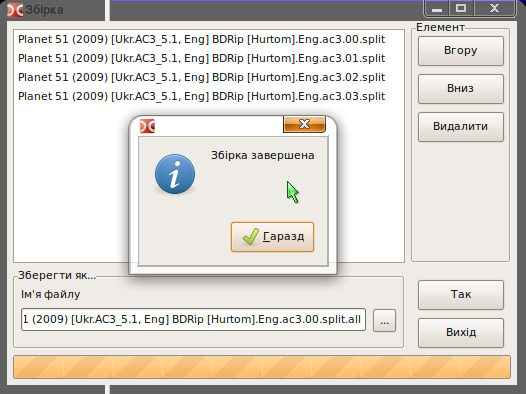 Збірка
Planet 51 (2009) [Ukr.AC3_5.1, Eng] BDRip [Hurtom].Eng.ac3.00.split
Planet 51 (2009) [Ukr.AC3_5.1, Eng] BDRip [Hurtom].Eng.ac3.01.split
Planet 51 (2009) [Ukr.AC3_5.1, Eng] BDRip [Hurtom].Eng.ac3.02.split
Planet 51 (2009) [Ukr.AC3_5.1, Eng] BDRip [Hurtom].Eng.ac3.03.split
Елемент
Вгору
Вниз
Видалити
Збірка завершена
Гаразд
Зберегти як...
Ім'я файлу
1 (2009) [Ukr.AC3_5.1, Eng] BDRip [Hurtom].Eng.ac3.00.split.all
...
Так
Вихід